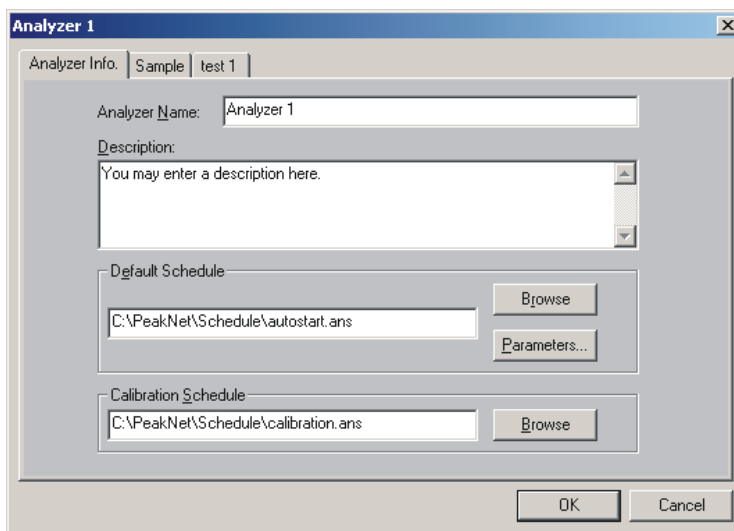 Analyzer 1
Analyzer Info. Sample test 1
Analyzer Name: Analyzer 1
Description:
You may enter a description here.
Default Schedule
Browse
C:\PeakNet\Schedule\autostart.ans
Parameters...
Calibration Schedule
C:\PeakNet\Schedule\calibration.ans Browse
OK Cancel